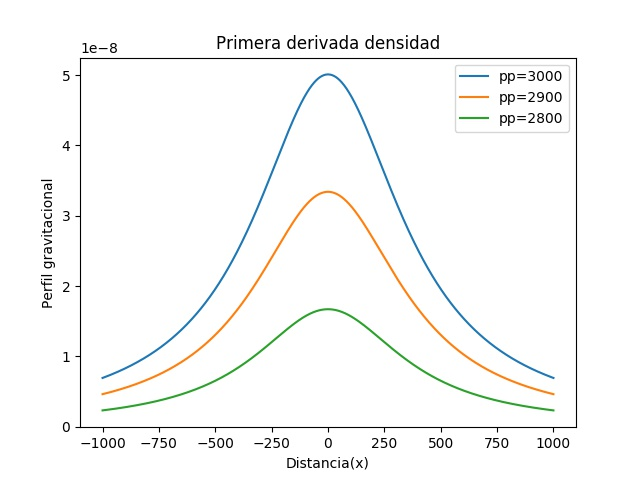 Primera derivada densidad
1e−8
pp=3000
pp=2900
pp=2800
5
4
3
2
1
0
Perfil gravitacional
−1000 −750 −500 −250 0 250 500 750 1000
Distancia(x)